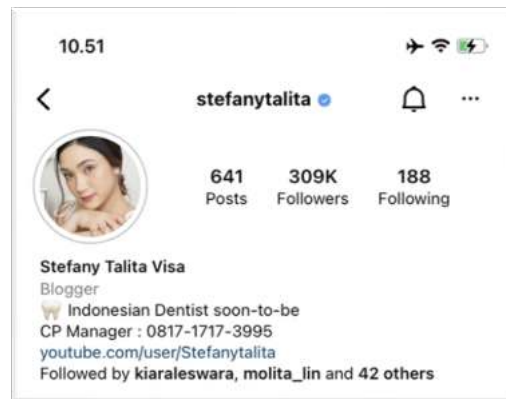 10.51
stefanytalita
641 309K 188
Posts Followers Following
Stefany Talita Visa
Blogger
🦷 Indonesian Dentist soon-to-be
CP Manager : 0817-1717-3995
youtube.com/user/Stefanytalita
Followed by kiaraleswara, molita_lin and 42 others